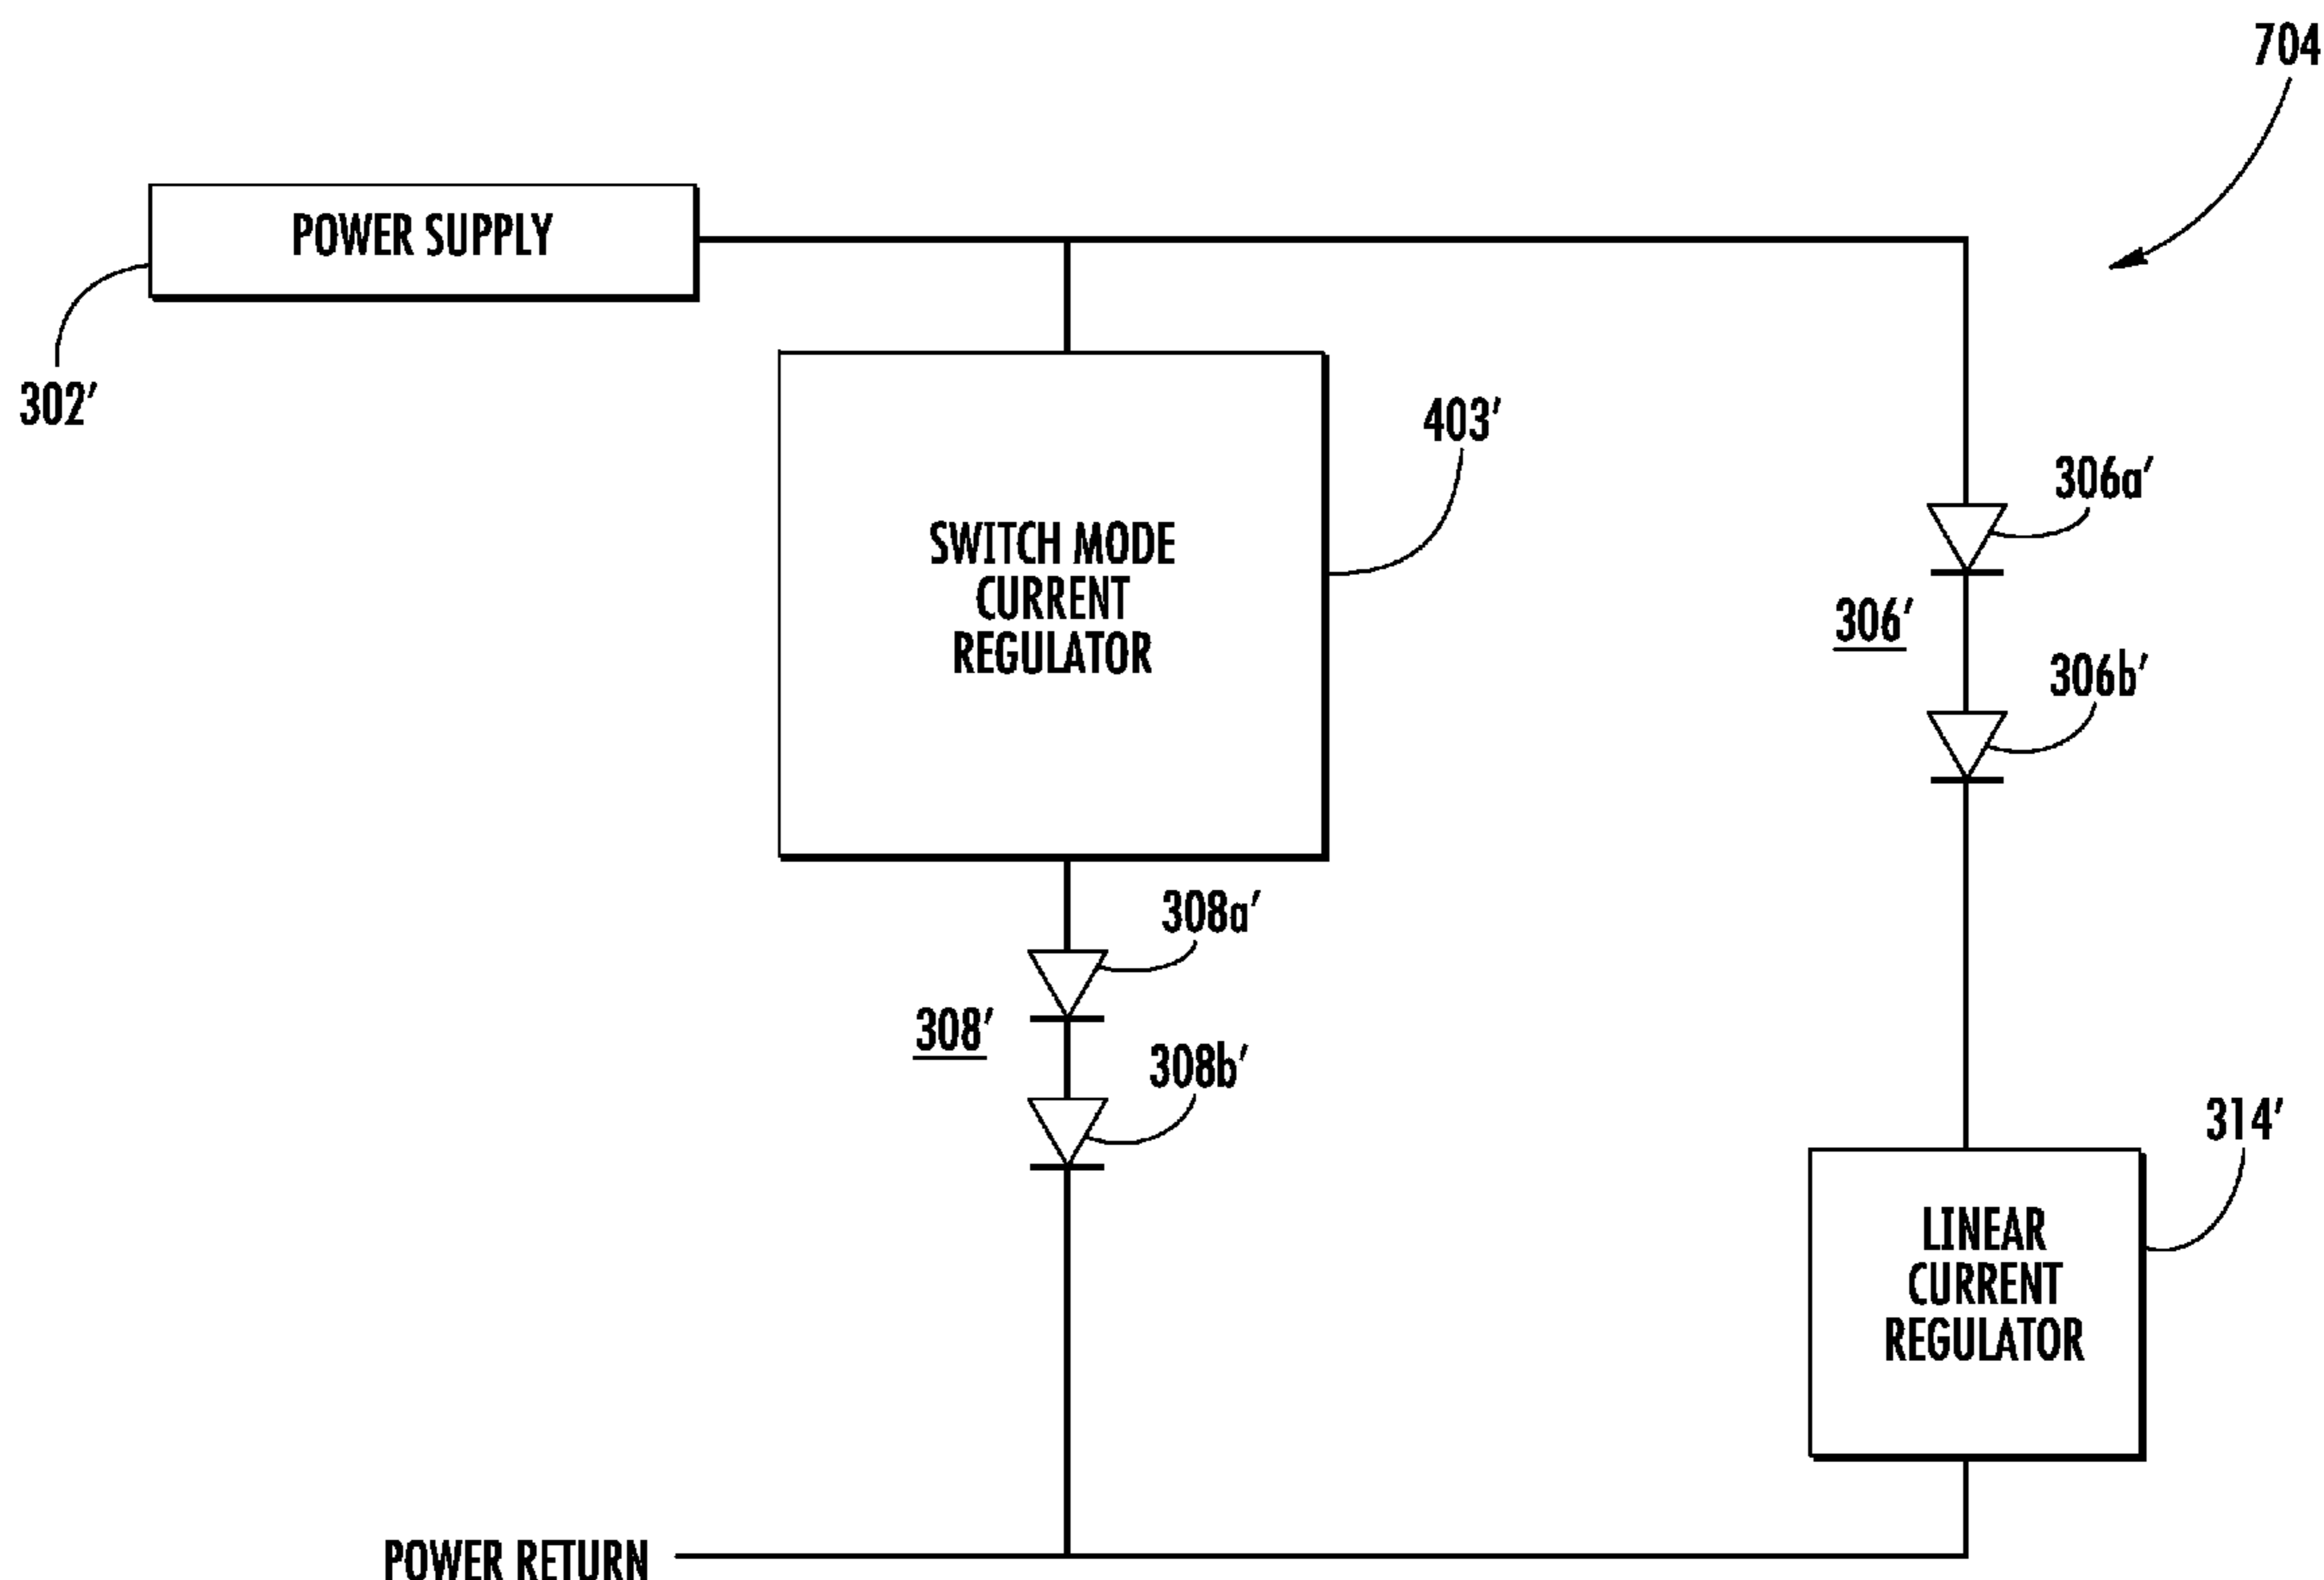 704
POWER SUPPLY
302′
403′
SWITCH MODE
CURRENT
REGULATOR
306a′
306′
306b′
308a′
308′
308b′
314′
LINEAR
CURRENT
REGULATOR
POWER RETURN